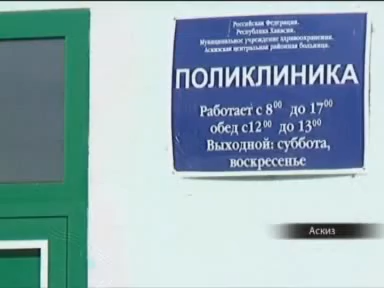 Российская Федерация.
Республика Хакасия.
Муниципальное учреждение здравоохранения.
Аскизская центральная районная больница.
ПОЛИКЛИНИКА
Работает с 8⁰⁰ до 17⁰⁰
обед с12⁰⁰ до 13⁰⁰
Выходной: суббота,
воскресенье
Аскиз